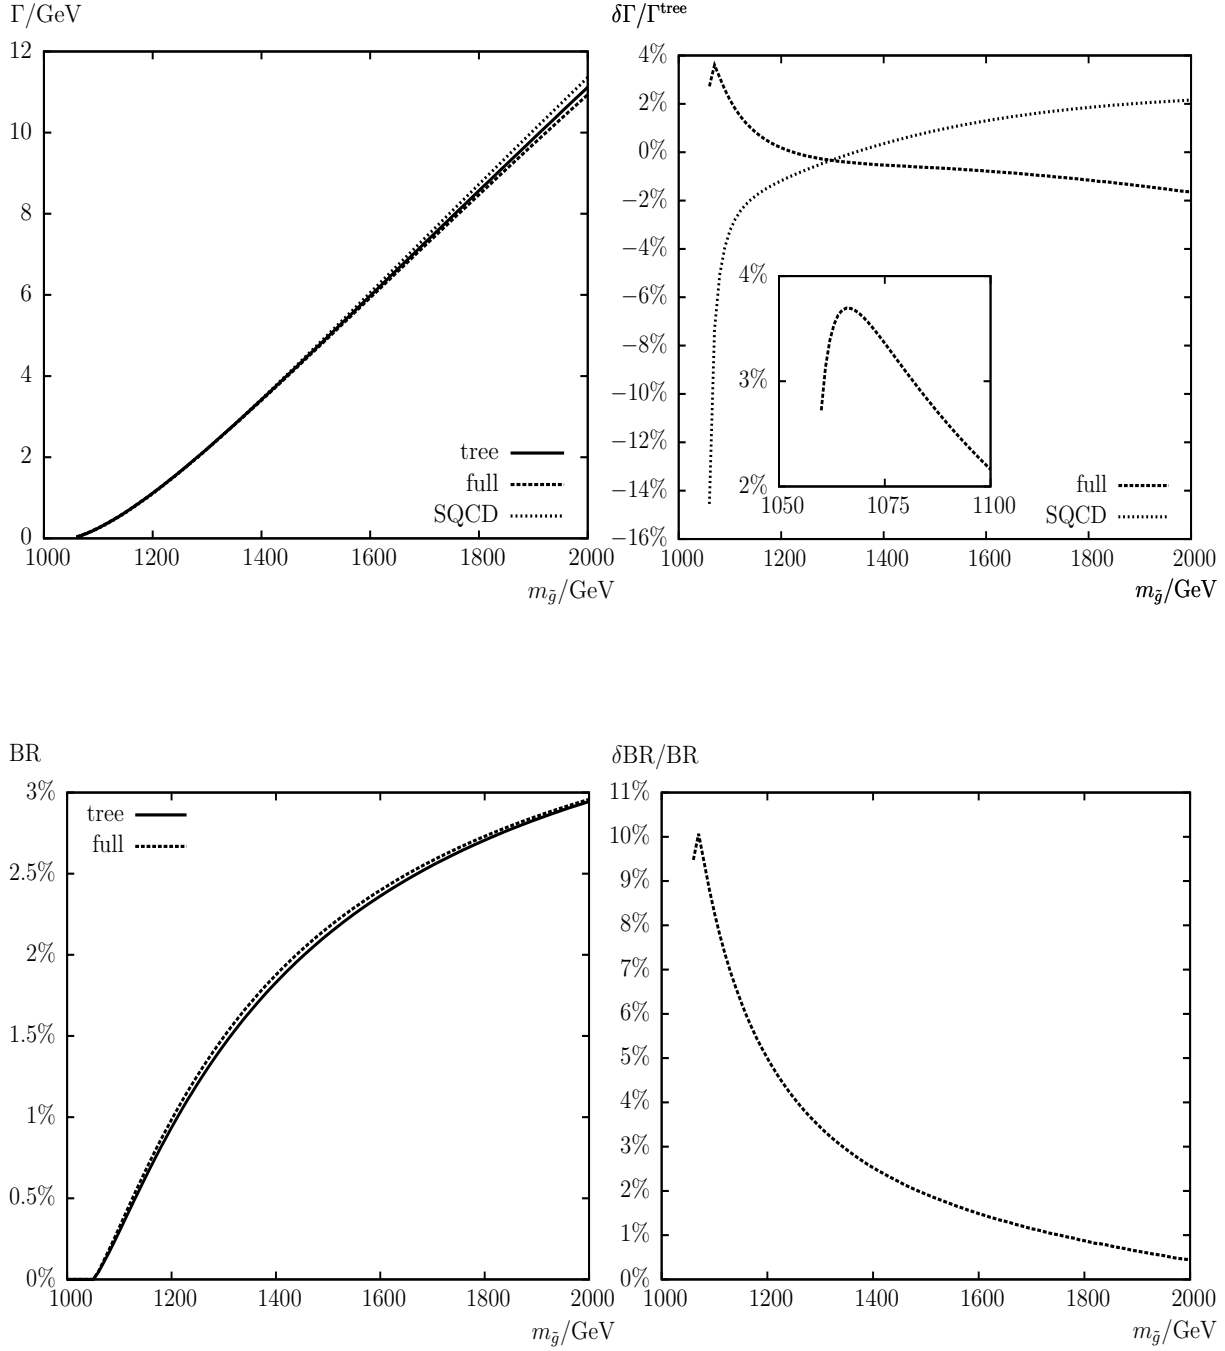 Γ/GeV
12
10
8
6
4
2
0
tree
full
SQCD
1000 1200 1400 1600 1800 2000
m_g̃/GeV
δΓ/Γ^tree
4%
2%
0%
−2%
−4%
−6%
−8%
−10%
−12%
−14%
−16%
4%
3%
2%
1050 1075 1100
full
SQCD
1000 1200 1400 1600 1800 2000
m_g̃/GeV
BR
3%
2.5%
2%
1.5%
1%
0.5%
0%
tree
full
1000 1200 1400 1600 1800 2000
m_g̃/GeV
δBR/BR
11%
10%
9%
8%
7%
6%
5%
4%
3%
2%
1%
0%
1000 1200 1400 1600 1800 2000
m_g̃/GeV